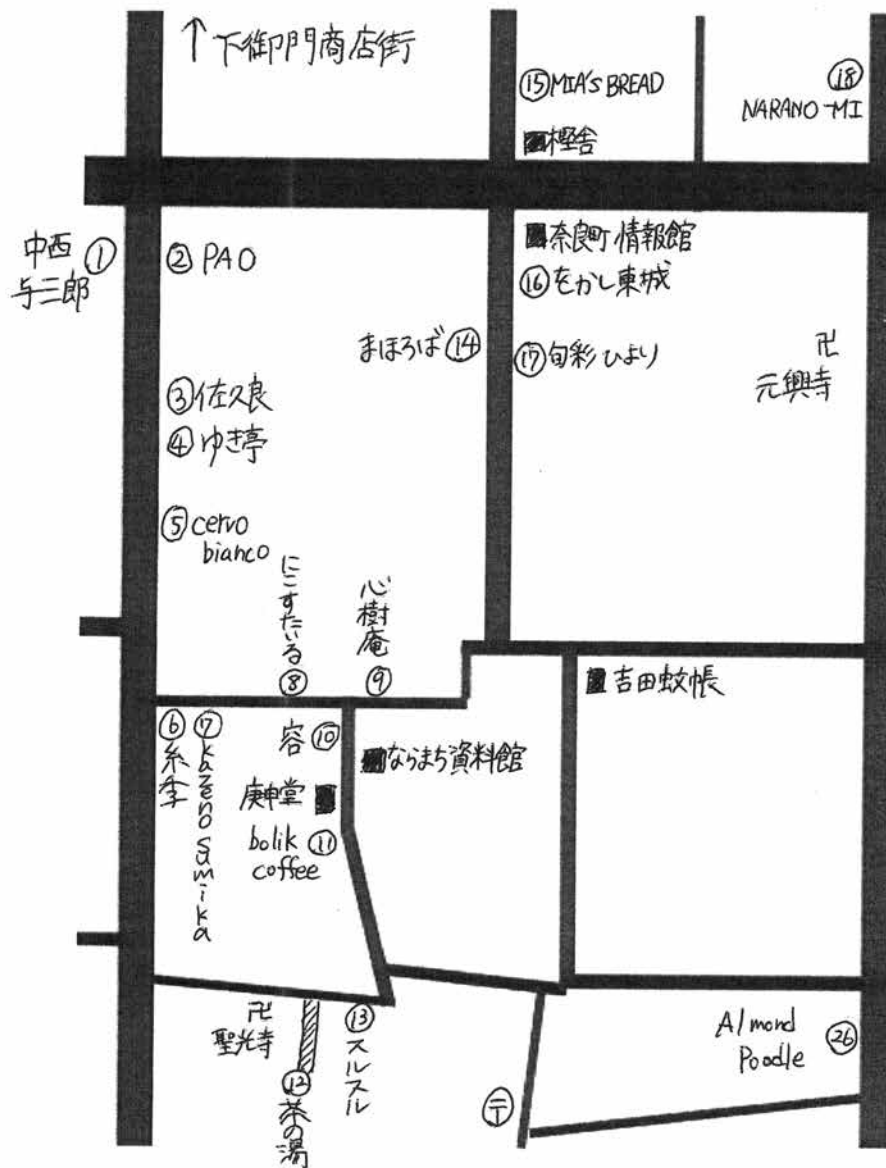 ↑下御門商店街
⑮MIA'S BREAD
樫舎
⑱
NARANO-MI
中西
与三郎
①
②PAO
奈良町情報館
⑯をかし東城
まほろば⑭
⑰旬彩ひより
卍
元興寺
③佐久良
④ゆき亭
⑤cervo
bianco
にこすたいる
⑧
心樹庵
⑨
吉田蚊帳
⑥
糸季
⑦
kazeno sumika
容⑩
ならまち資料館
庚申堂
bolik⑪
coffee
卍
聖光寺
⑬
スルスル
⑫
茶の湯
〒
Almond
Poodle
㉖